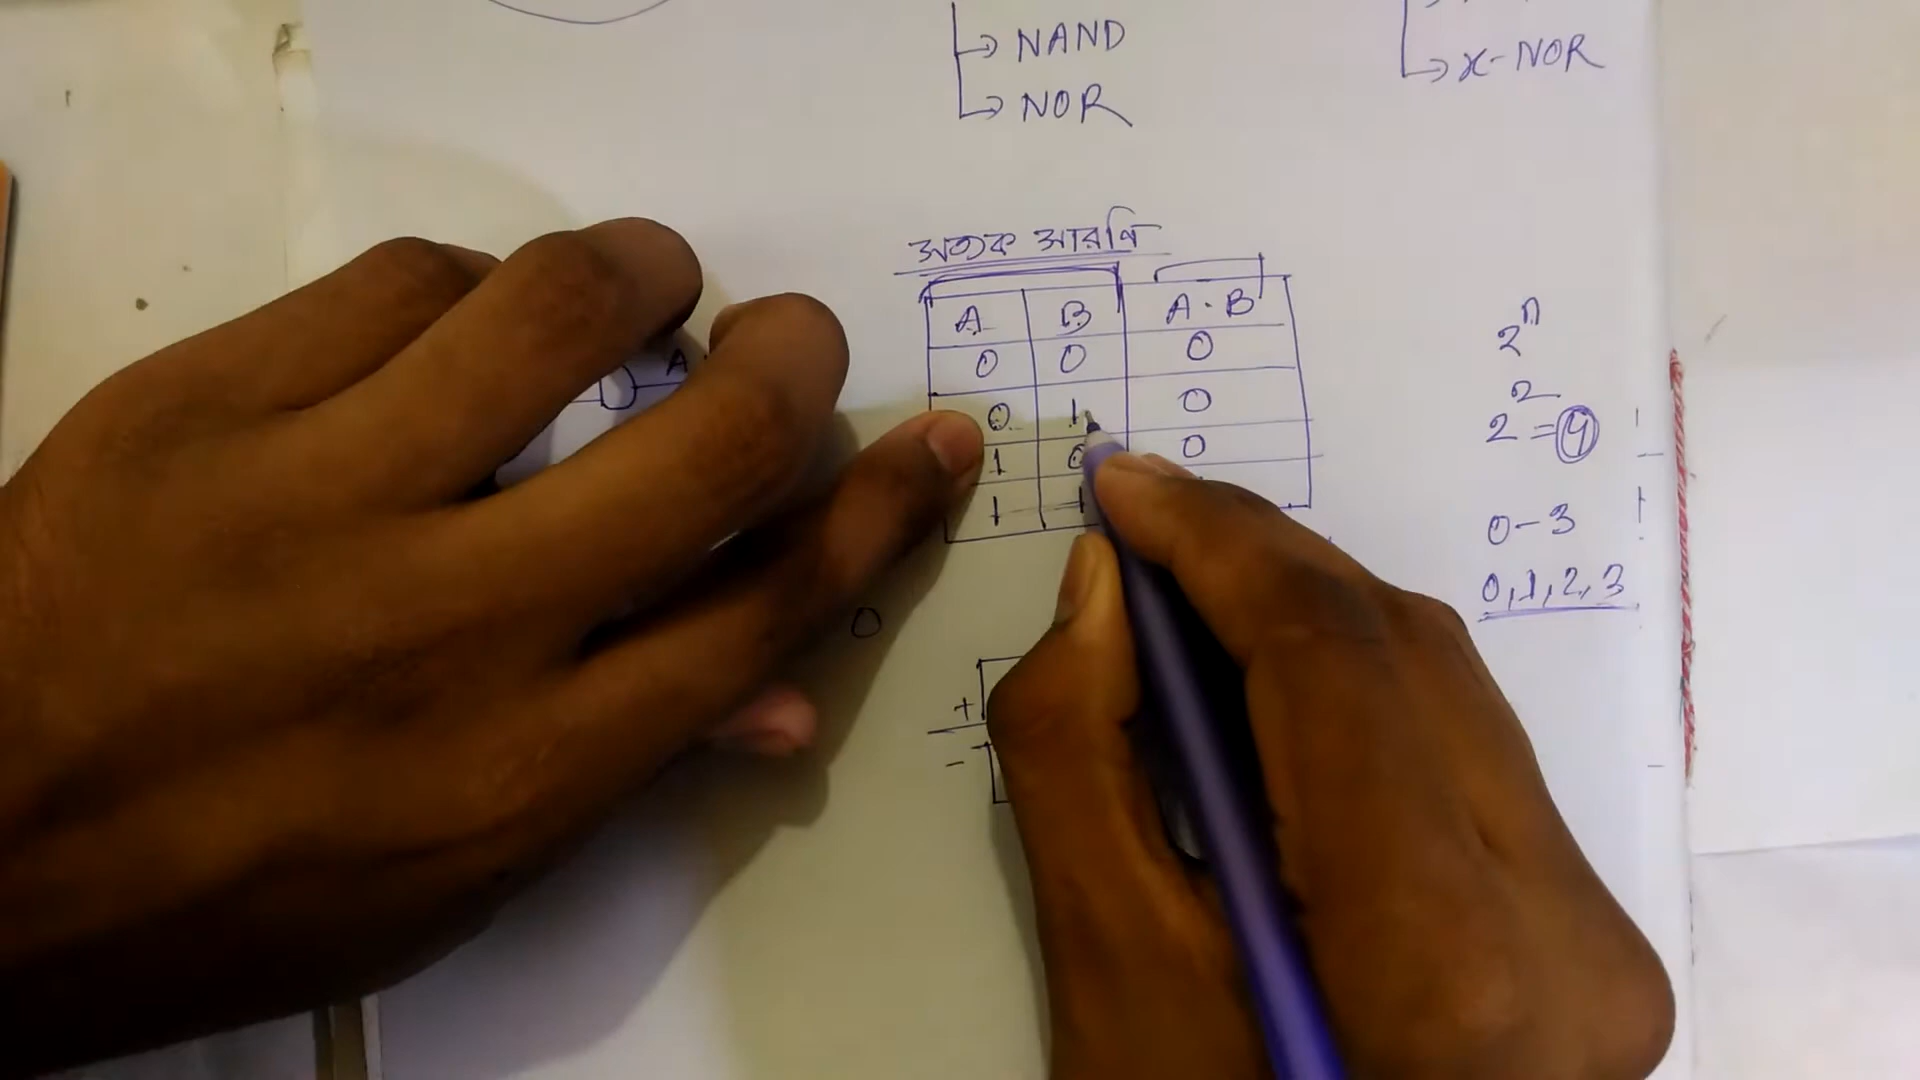 → NAND
→ NOR
→ X-NOR
সত্যক সারণি
A B A · B
0 0 0
0 1 0
1 0 0
1 1
A
0
+
-
2ⁿ
2² = 4
0-3
0,1,2,3